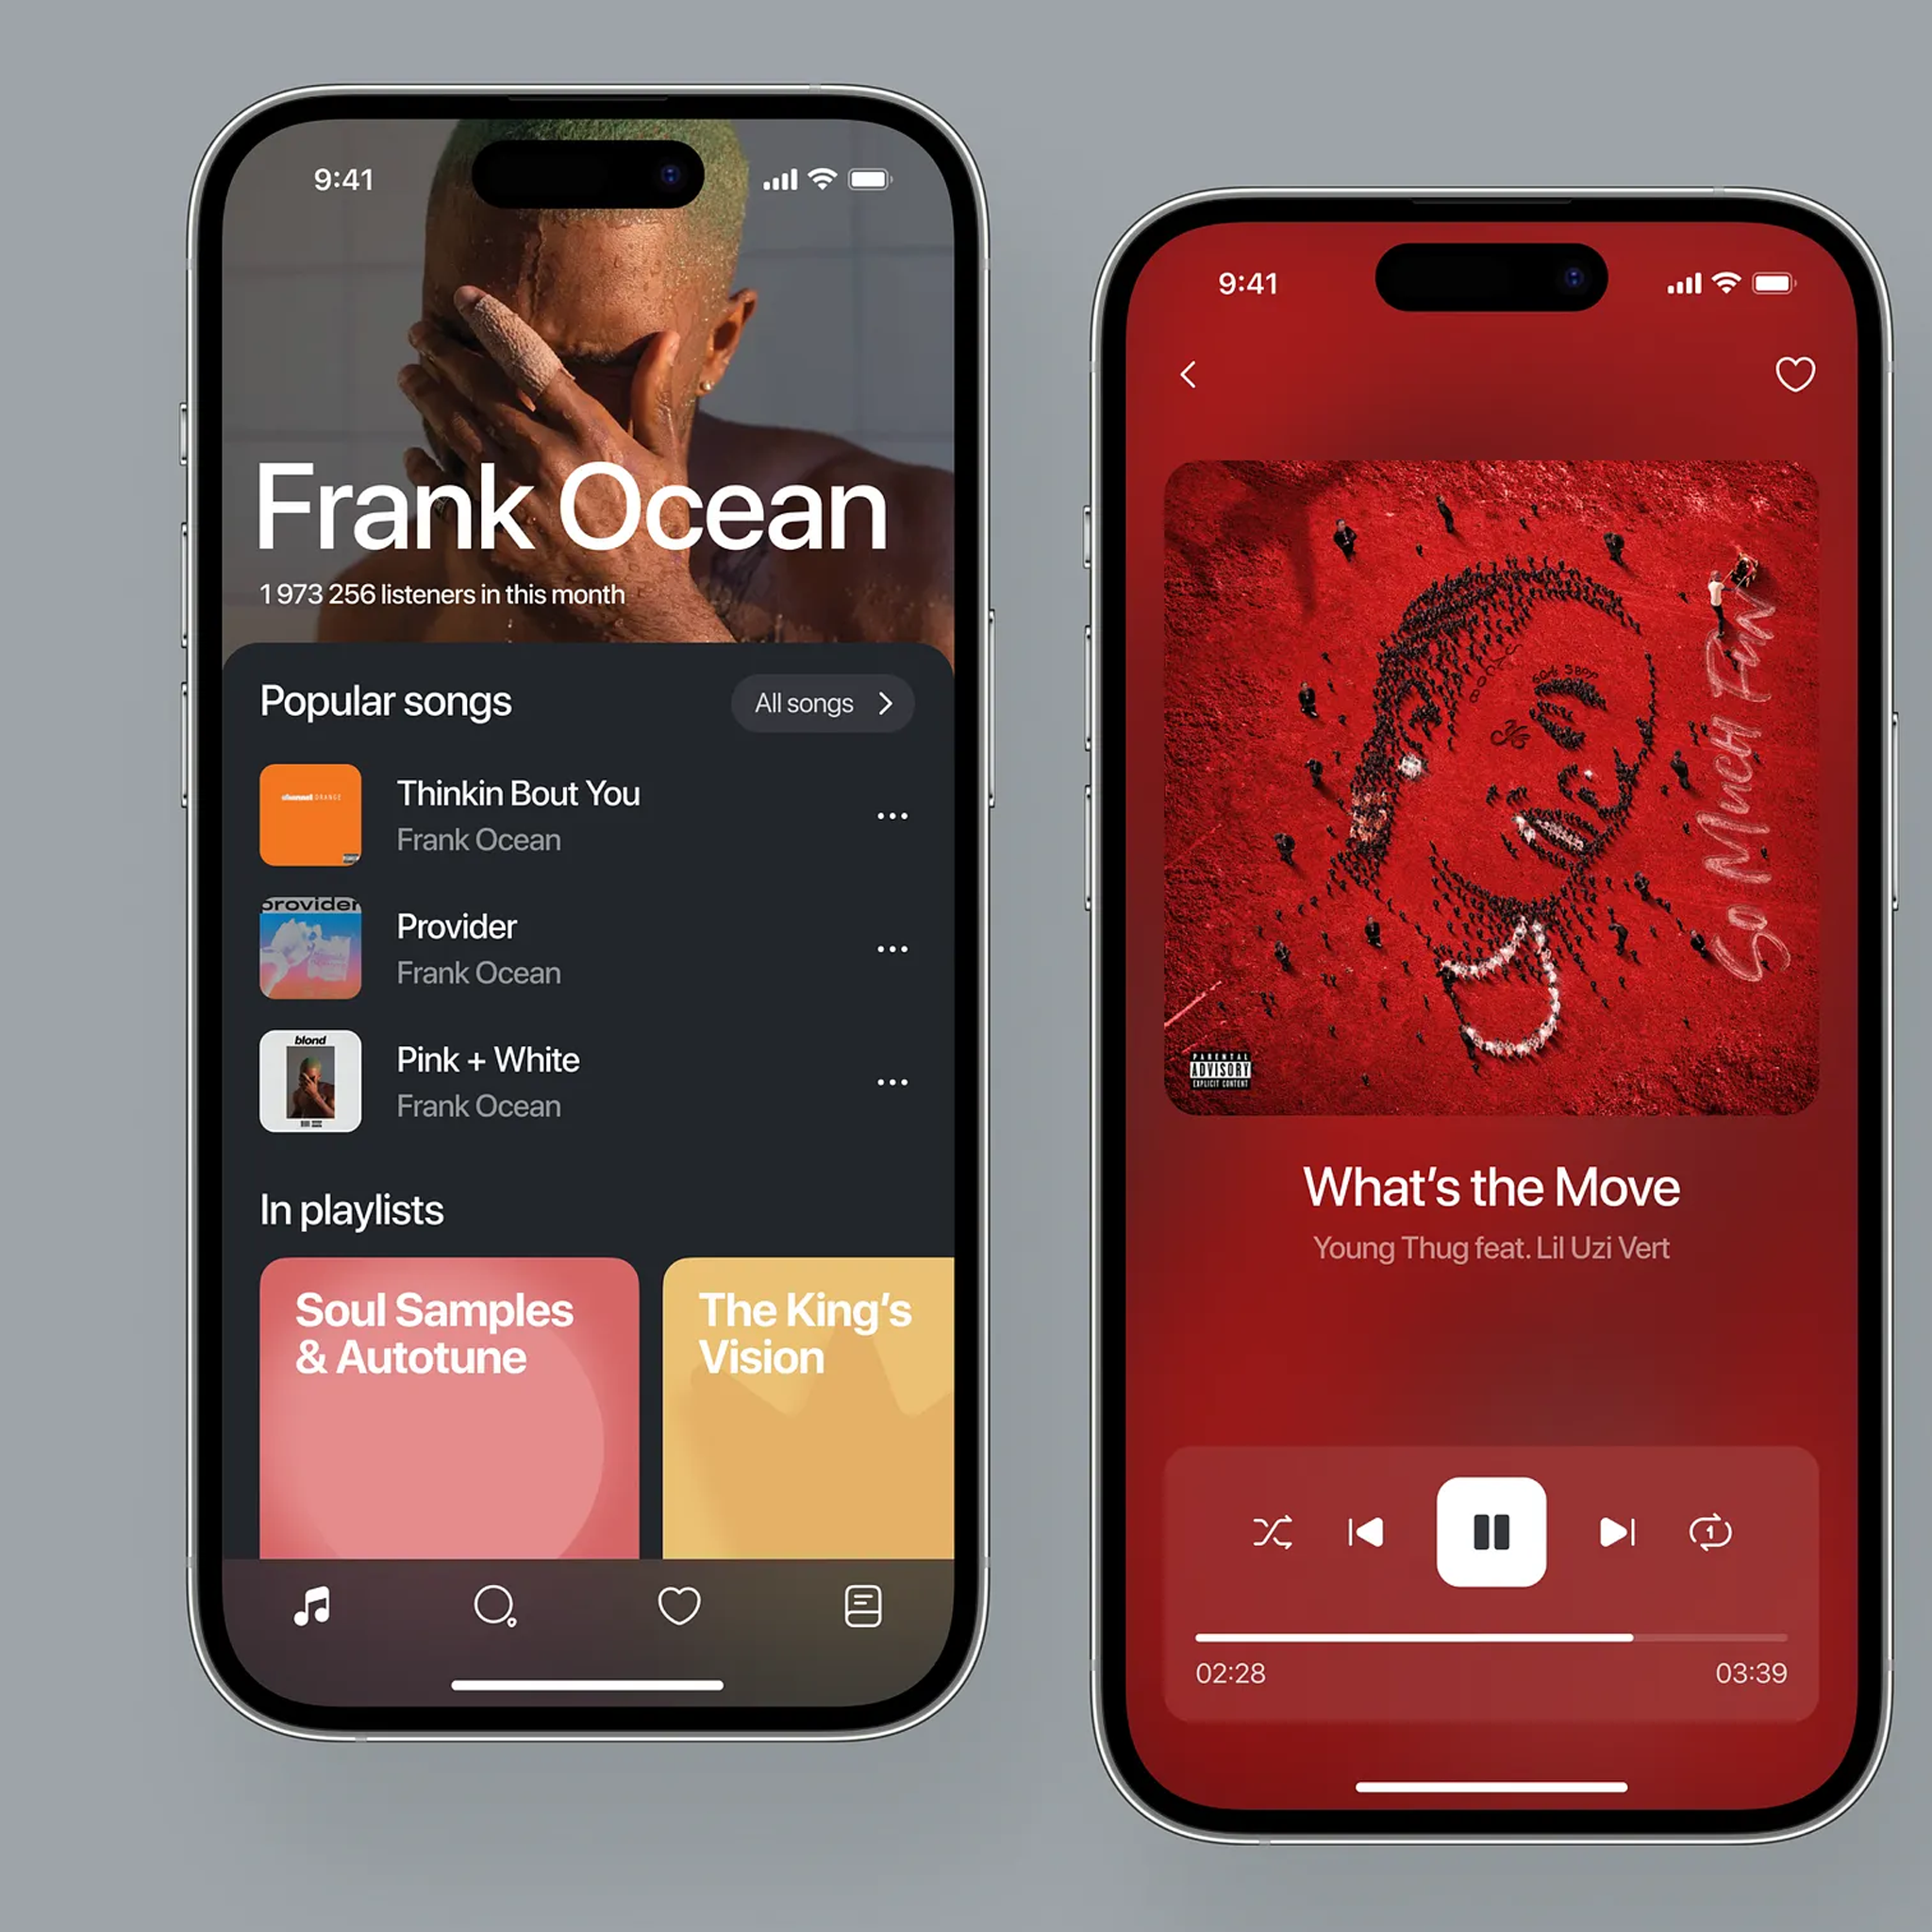 9:41
Frank Ocean
1 973 256 listeners in this month
Popular songs
All songs
channel ORANGE
Thinkin Bout You
Frank Ocean
provider
Provider
Frank Ocean
blond
Pink + White
Frank Ocean
In playlists
Soul Samples
& Autotune
The King's
Vision
9:41
So Much Fun
PARENTAL
ADVISORY
EXPLICIT CONTENT
What's the Move
Young Thug feat. Lil Uzi Vert
1
02:28
03:39